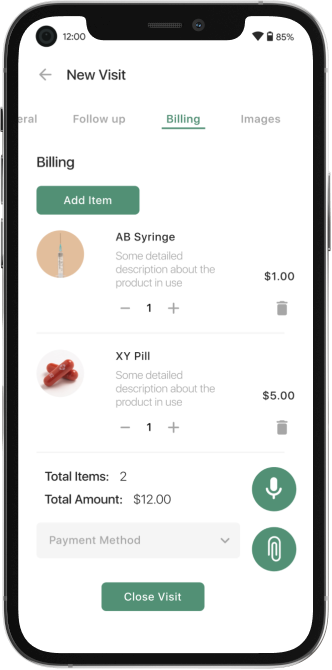 12:00
85%
New Visit
eral Follow up Billing Images
Billing
Add Item
AB Syringe
Some detailed
description about the
product in use
$1.00
1
XY Pill
Some detailed
description about the
product in use
$5.00
1
Total Items: 2
Total Amount: $12.00
Payment Method
Close Visit